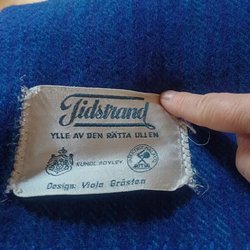 Tidstrand
YLLE AV DEN RÄTTA ULLEN
KUNGL. HOVLEV.
Design: Viola Gråsten